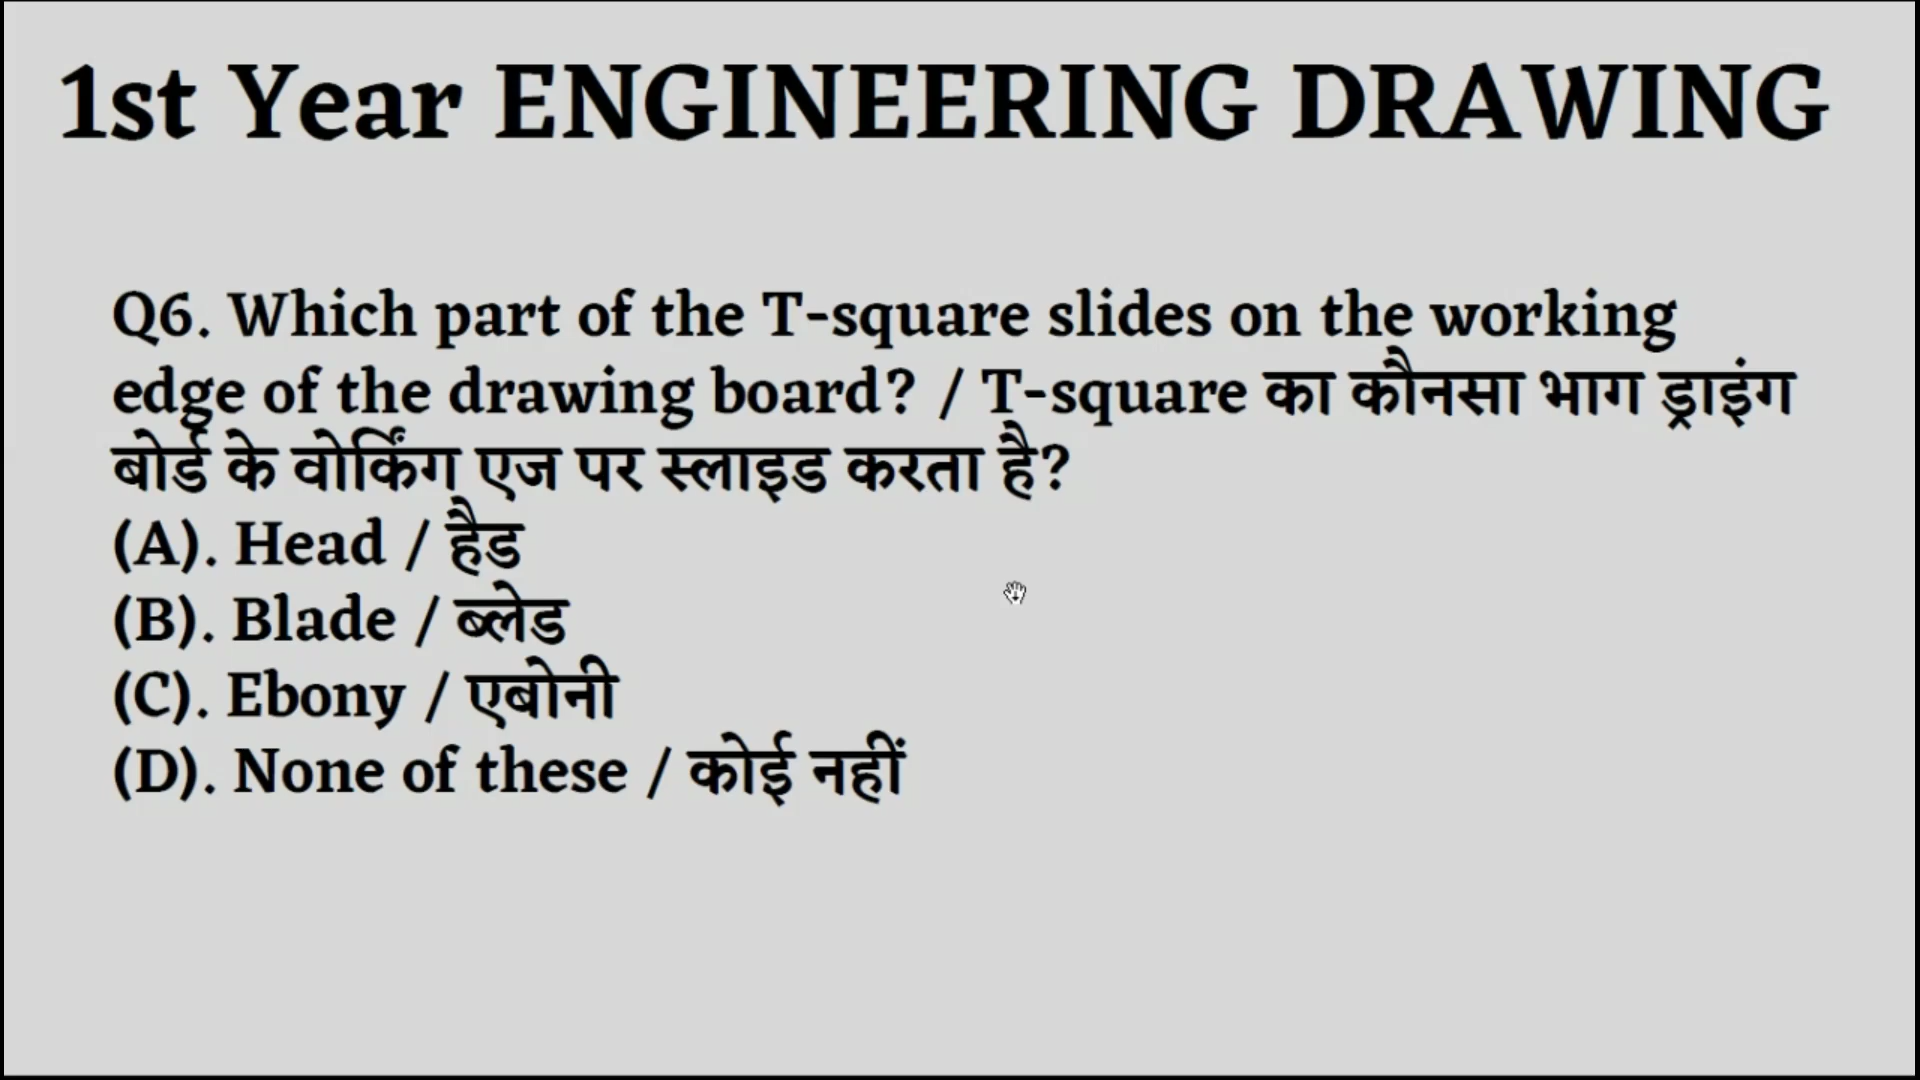 1st Year ENGINEERING DRAWING
Q6. Which part of the T-square slides on the working
edge of the drawing board? / T-square का कौनसा भाग ड्राइंग
बोर्ड के वोर्किंग एज पर स्लाइड करता है?
(A). Head / हैड
(B). Blade / ब्लेड
(C). Ebony / एबोनी
(D). None of these / कोई नहीं